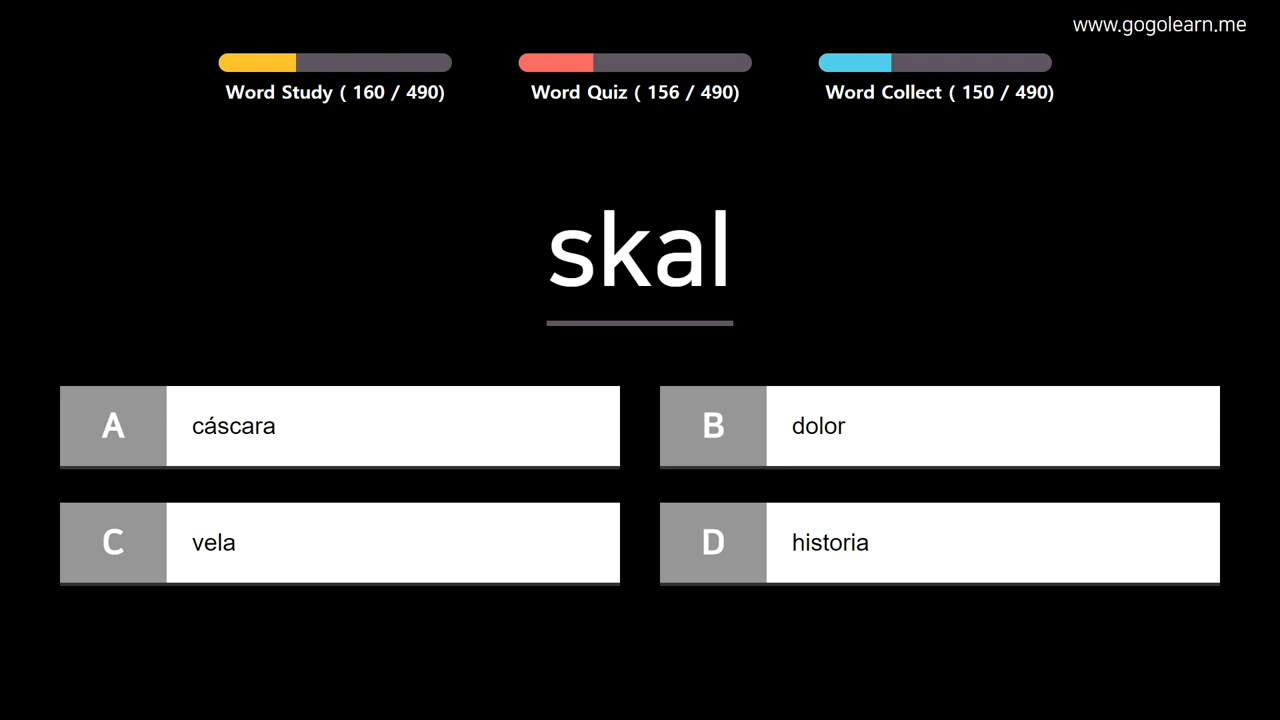 www.gogolearn.me
Word Study ( 160 / 490)
Word Quiz ( 156 / 490)
Word Collect ( 150 / 490)
skal
A cáscara
B dolor
C vela
D historia